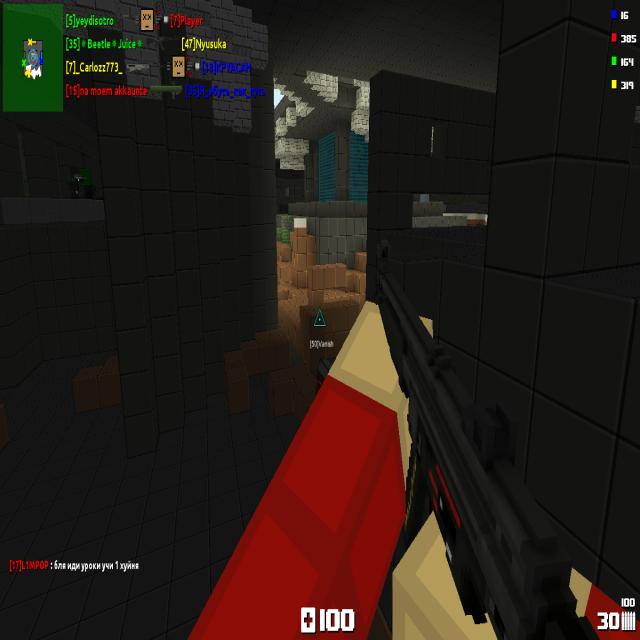 [5]yeydisotro [7]Player
[35]★Beetle★Juice★ [47]Nyusuka
[7]_Carlozz773_
[15]na moem akkaunte
16
385
164
319
[50]Vanish
[17]L1MPOP : бля иди уроки учи 1 хуйня
100
100
30